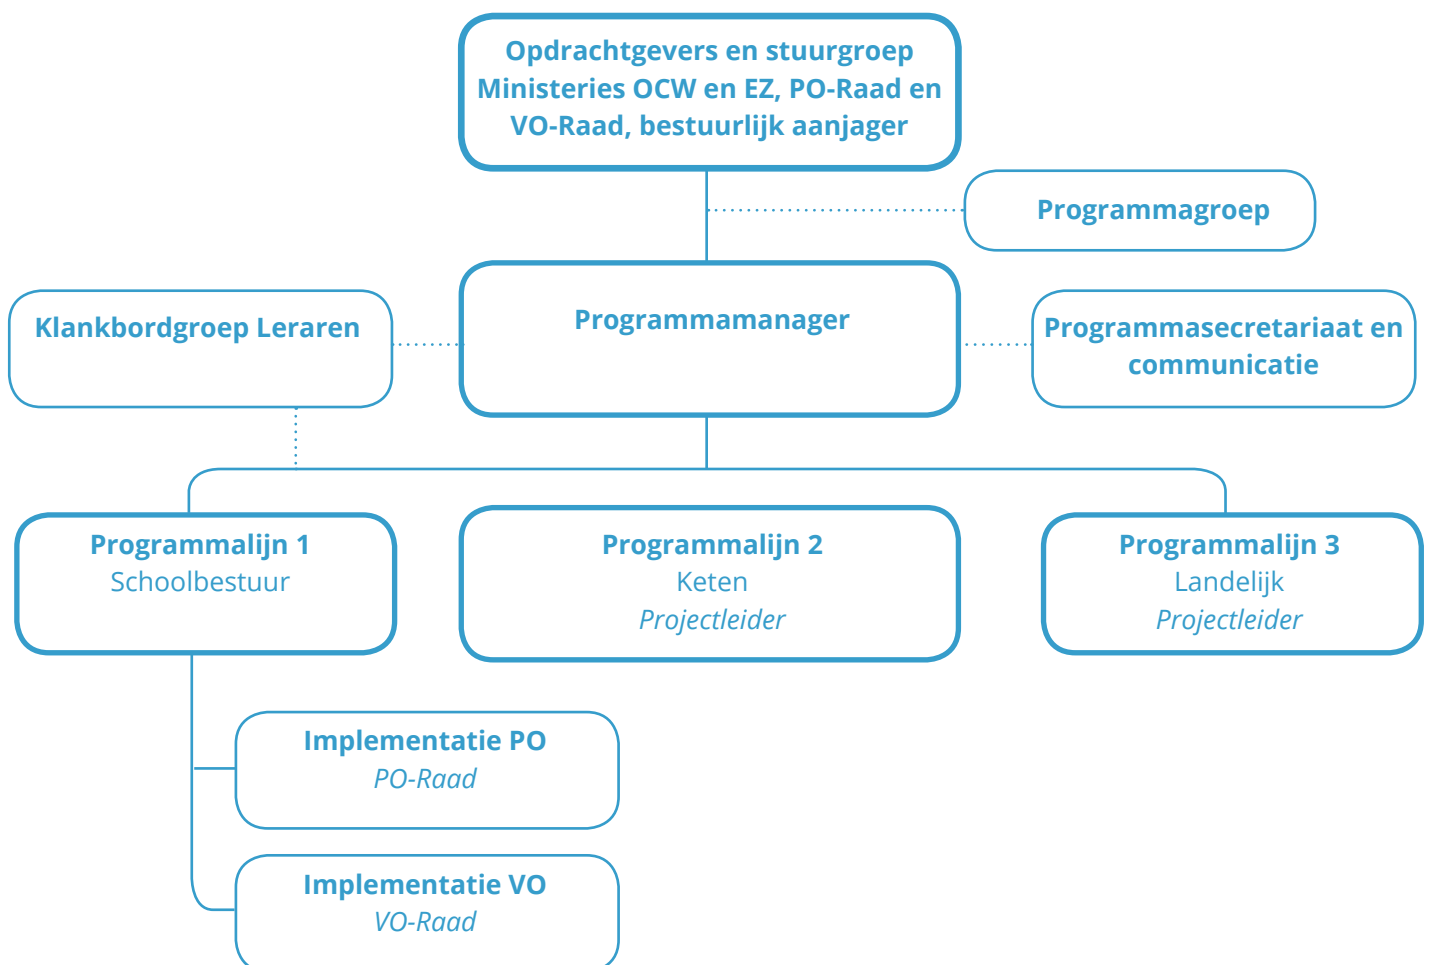 Opdrachtgevers en stuurgroep
Ministeries OCW en EZ, PO-Raad en
VO-Raad, bestuurlijk aanjager
Programmagroep
Klankbordgroep Leraren
Programmamanager
Programmasecretariaat en
communicatie
Programmalijn 1
Schoolbestuur
Programmalijn 2
Keten
Projectleider
Programmalijn 3
Landelijk
Projectleider
Implementatie PO
PO-Raad
Implementatie VO
VO-Raad